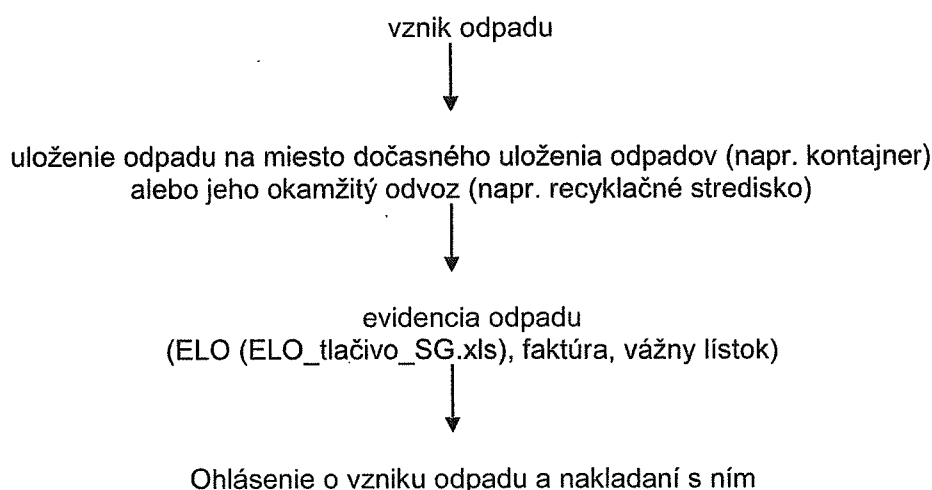 vznik odpadu
uloženie odpadu na miesto dočasného uloženia odpadov (napr. kontajner)
alebo jeho okamžitý odvoz (napr. recyklačné stredisko)
evidencia odpadu
(ELO (ELO_tlačivo_SG.xls), faktúra, vážny lístok)
Ohlásenie o vzniku odpadu a nakladaní s ním